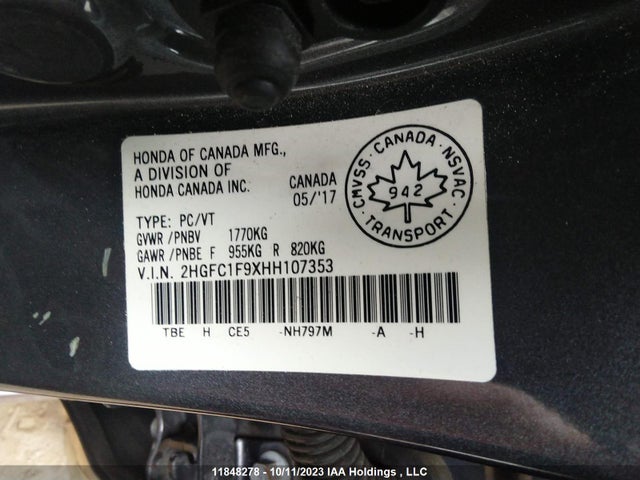 HONDA OF CANADA MFG.,
A DIVISION OF
HONDA CANADA INC.
CANADA
05/'17
TYPE: PC/VT
GVWR /PNBV 1770KG
GAWR /PNBE F 955KG R 820KG
V.I.N. 2HGFC1F9XHH107353
TBE H CE5 -NH797M -A -H
CMVSS · CANADA · NSVAC
942
TRANSPORT
11848278 - 10/11/2023 IAA Holdings , LLC